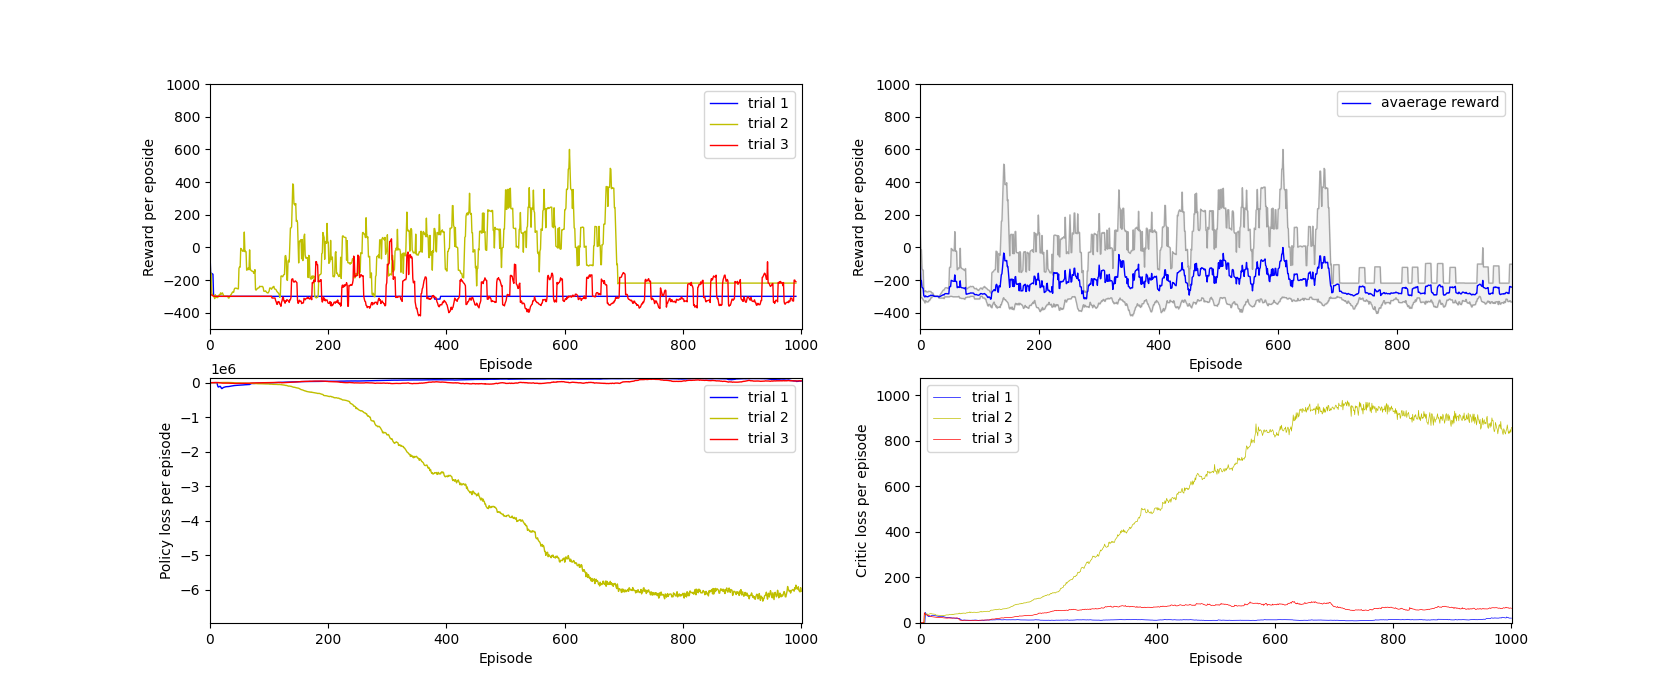 1000
800
600
400
200
0
−200
−400
Reward per eposide
trial 1
trial 2
trial 3
0
200
400
600
800
1000
Episode
1000
800
600
400
200
0
−200
−400
Reward per eposide
avaerage reward
0
200
400
600
800
Episode
1e6
0
−1
−2
−3
−4
−5
−6
Policy loss per episode
trial 1
trial 2
trial 3
0
200
400
600
800
1000
Episode
1000
800
600
400
200
0
Critic loss per episode
trial 1
trial 2
trial 3
0
200
400
600
800
1000
Episode